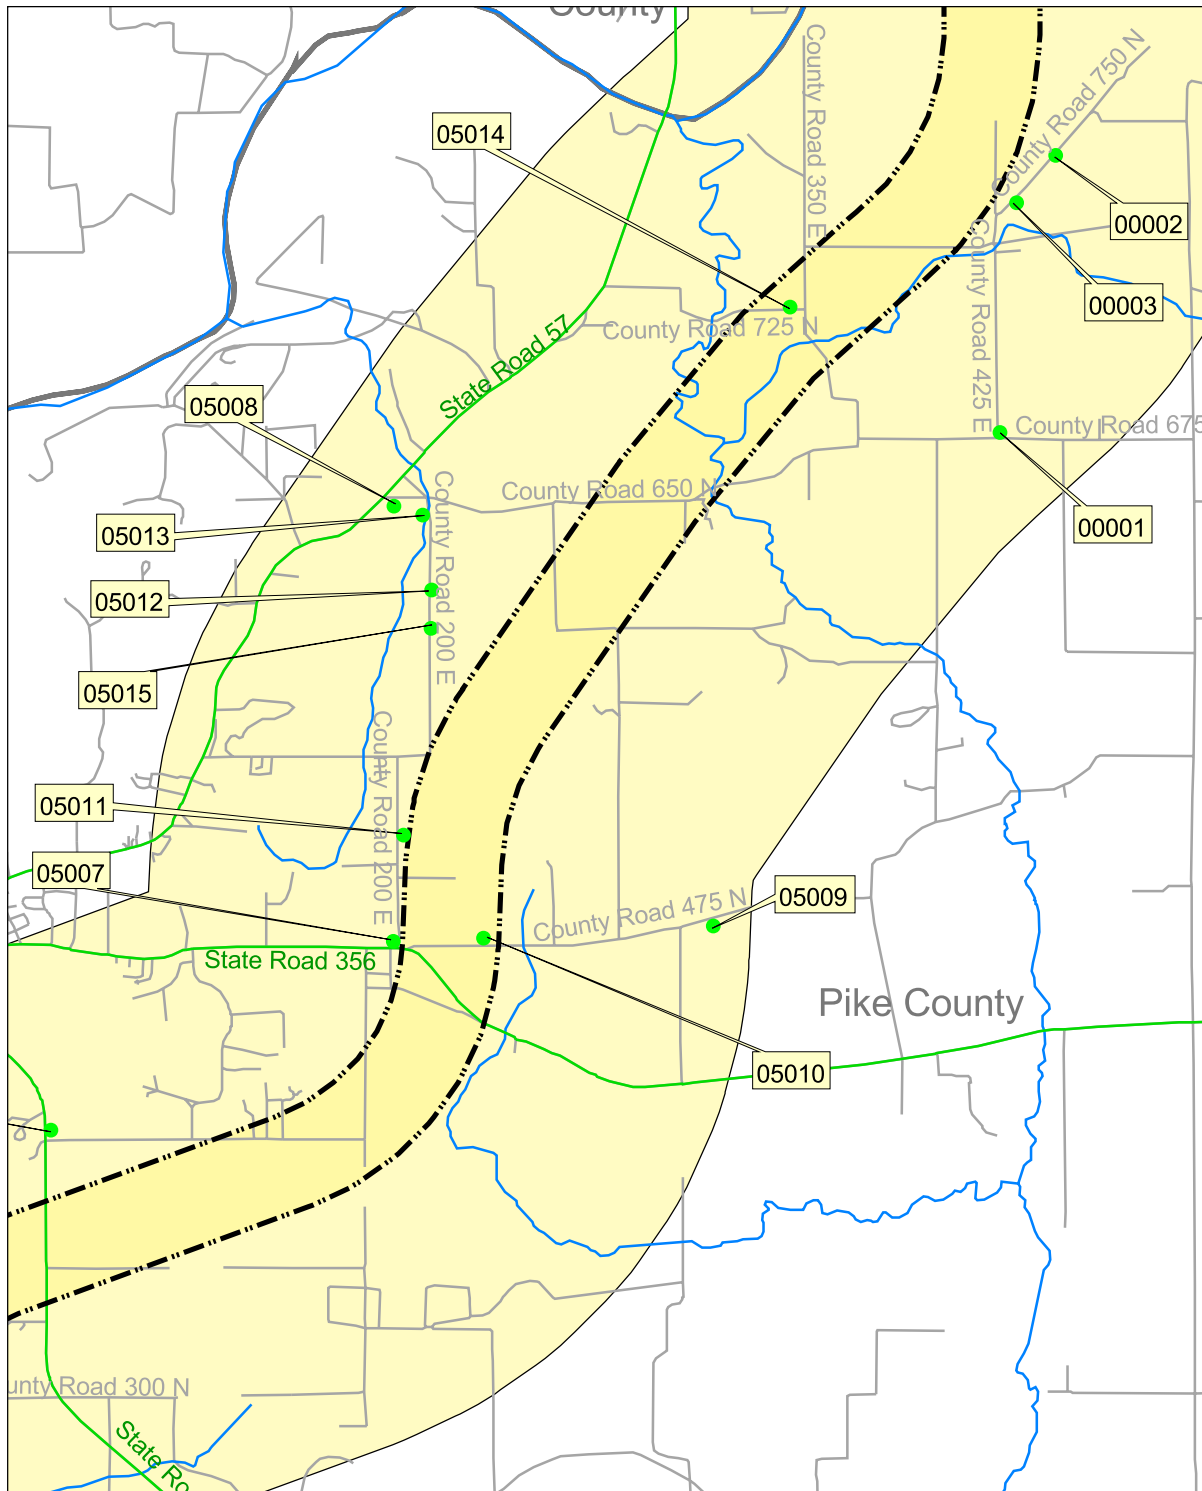 County
County Road 350 E
County Road 750 N
05014
00002
County Road 425 E
00003
County Road 725 N
State Road 57
05008
County Road 675
County Road 650 N
County Road 200 E
05013
00001
05012
05015
County Road 200 E
05011
05007
05009
County Road 475 N
State Road 356
Pike County
05010
unty Road 300 N
State Ro